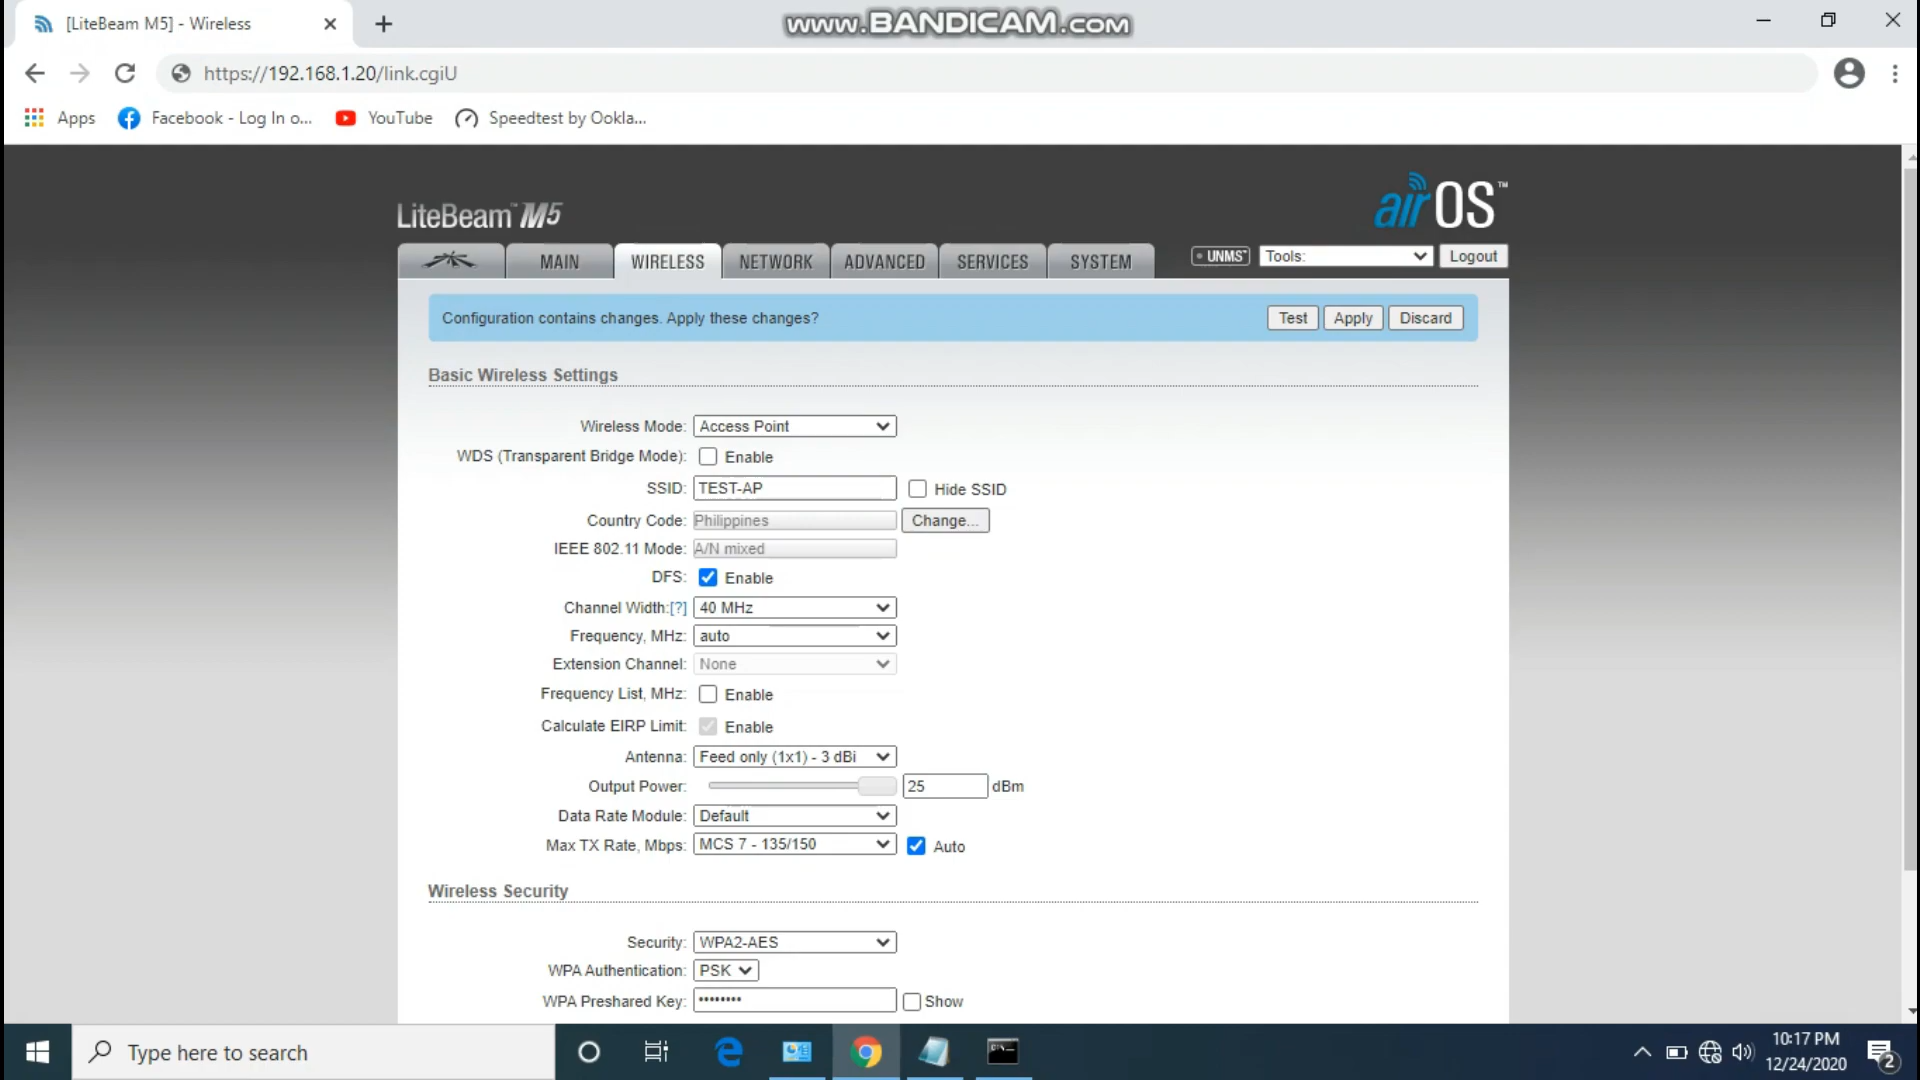 [LiteBeam M5] - Wireless
www.BANDICAM.com
https://192.168.1.20/link.cgiU
Apps Facebook - Log In o... YouTube Speedtest by Ookla...
LiteBeam™ M5
airOS™
MAIN WIRELESS NETWORK ADVANCED SERVICES SYSTEM UNMS™ Tools: Logout
Configuration contains changes. Apply these changes? Test Apply Discard
Basic Wireless Settings
Wireless Mode: Access Point
WDS (Transparent Bridge Mode): Enable
SSID: TEST-AP Hide SSID
Country Code: Philippines Change...
IEEE 802.11 Mode: A/N mixed
DFS: Enable
Channel Width:[?] 40 MHz
Frequency, MHz: auto
Extension Channel: None
Frequency List, MHz: Enable
Calculate EIRP Limit: Enable
Antenna: Feed only (1x1) - 3 dBi
Output Power: 25 dBm
Data Rate Module: Default
Max TX Rate, Mbps: MCS 7 - 135/150 Auto
Wireless Security
Security: WPA2-AES
WPA Authentication: PSK
WPA Preshared Key: •••••••• Show
Type here to search
10:17 PM
12/24/2020
2